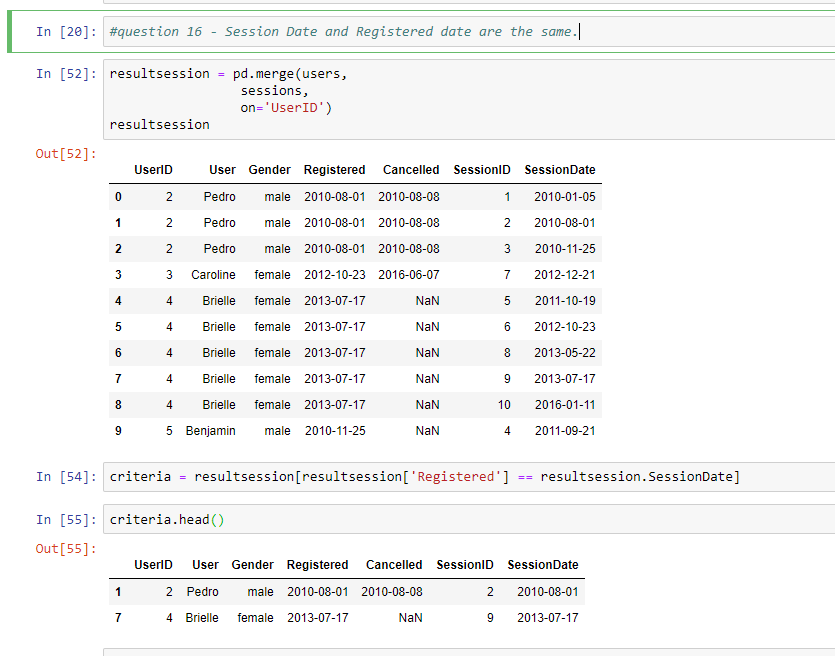 In [20]: #question 16 - Session Date and Registered date are the same.
In [52]: resultsession = pd.merge(users,
sessions,
on='UserID')
resultsession
Out[52]:
UserID User Gender Registered Cancelled SessionID SessionDate
0 2 Pedro male 2010-08-01 2010-08-08 1 2010-01-05
1 2 Pedro male 2010-08-01 2010-08-08 2 2010-08-01
2 2 Pedro male 2010-08-01 2010-08-08 3 2010-11-25
3 3 Caroline female 2012-10-23 2016-06-07 7 2012-12-21
4 4 Brielle female 2013-07-17 NaN 5 2011-10-19
5 4 Brielle female 2013-07-17 NaN 6 2012-10-23
6 4 Brielle female 2013-07-17 NaN 8 2013-05-22
7 4 Brielle female 2013-07-17 NaN 9 2013-07-17
8 4 Brielle female 2013-07-17 NaN 10 2016-01-11
9 5 Benjamin male 2010-11-25 NaN 4 2011-09-21
In [54]: criteria = resultsession[resultsession['Registered'] == resultsession.SessionDate]
In [55]: criteria.head()
Out[55]:
UserID User Gender Registered Cancelled SessionID SessionDate
1 2 Pedro male 2010-08-01 2010-08-08 2 2010-08-01
7 4 Brielle female 2013-07-17 NaN 9 2013-07-17